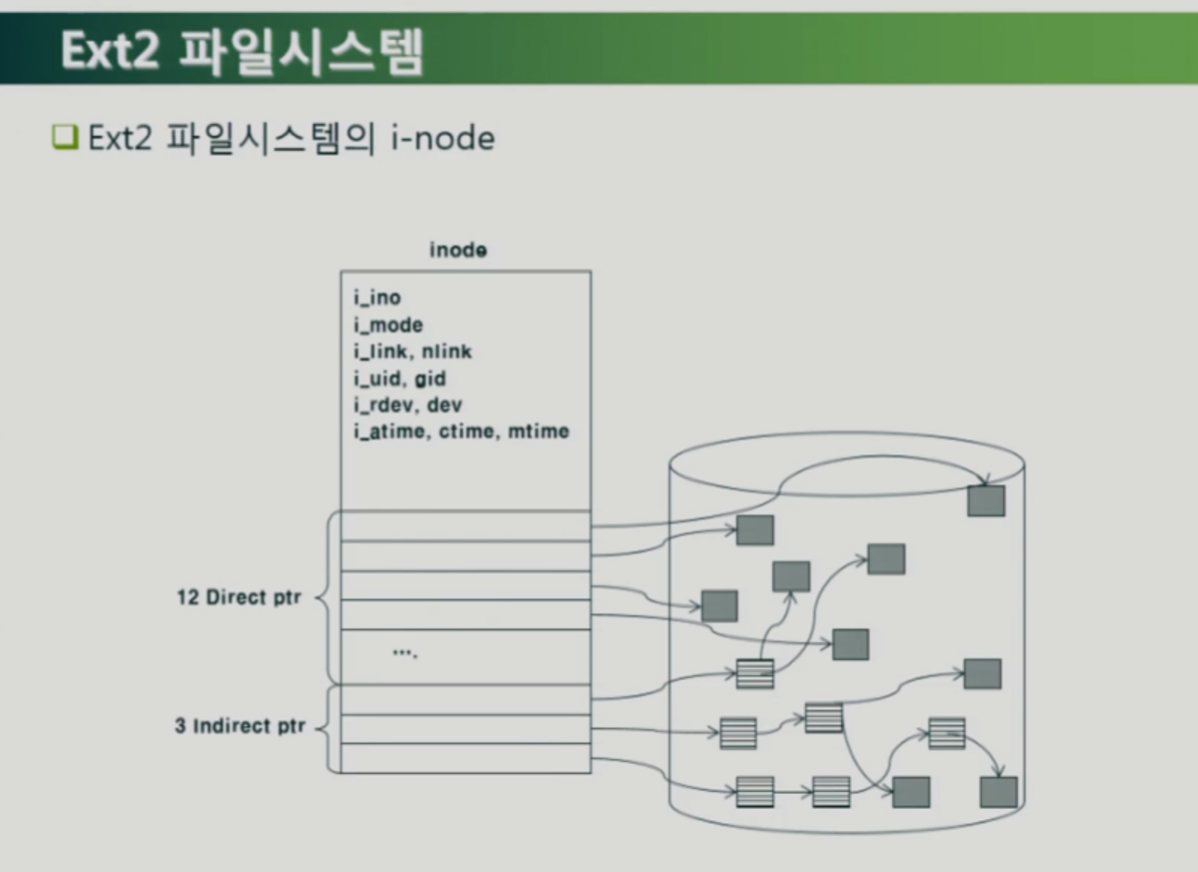 Ext2 파일시스템
Ext2 파일시스템의 i-node
inode
i_ino
i_mode
i_link, nlink
i_uid, gid
i_rdev, dev
i_atime, ctime, mtime
12 Direct ptr
....
3 Indirect ptr